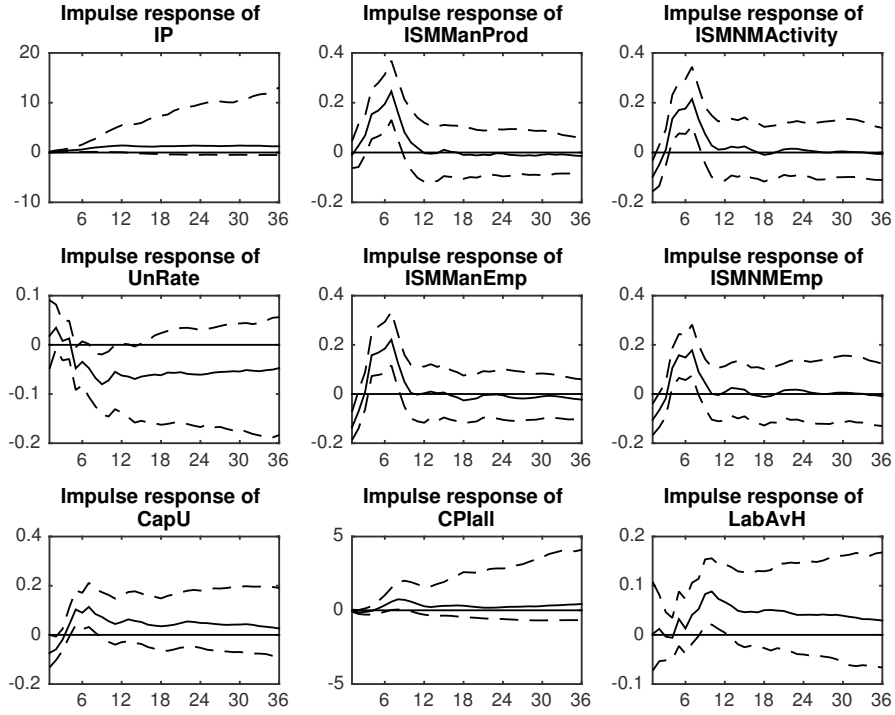 Impulse response of
IP
20
10
0
-10
6 12 18 24 30 36
Impulse response of
ISMManProd
0.4
0.2
0
-0.2
6 12 18 24 30 36
Impulse response of
ISMNMActivity
0.4
0.2
0
-0.2
6 12 18 24 30 36
Impulse response of
UnRate
0.1
0
-0.1
-0.2
6 12 18 24 30 36
Impulse response of
ISMManEmp
0.4
0.2
0
-0.2
6 12 18 24 30 36
Impulse response of
ISMNMEmp
0.4
0.2
0
-0.2
6 12 18 24 30 36
Impulse response of
CapU
0.4
0.2
0
-0.2
6 12 18 24 30 36
Impulse response of
CPIall
5
0
-5
6 12 18 24 30 36
Impulse response of
LabAvH
0.2
0.1
0
-0.1
6 12 18 24 30 36